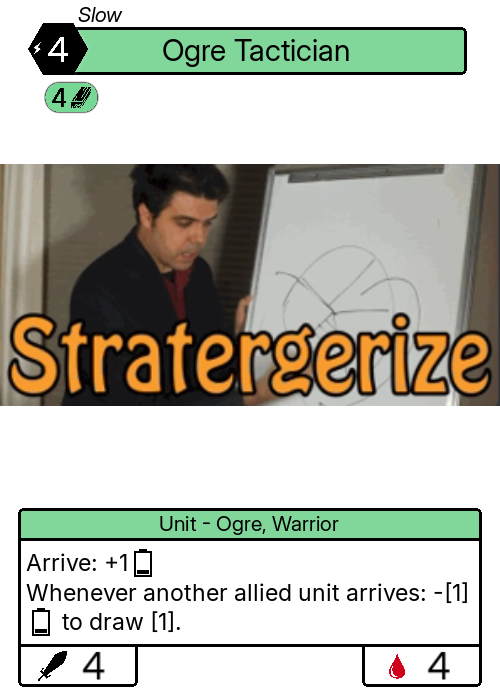 Slow
4 Ogre Tactician
4
Stratergerize
Unit - Ogre, Warrior
Arrive: +1
Whenever another allied unit arrives: -[1]
to draw [1].
4 4